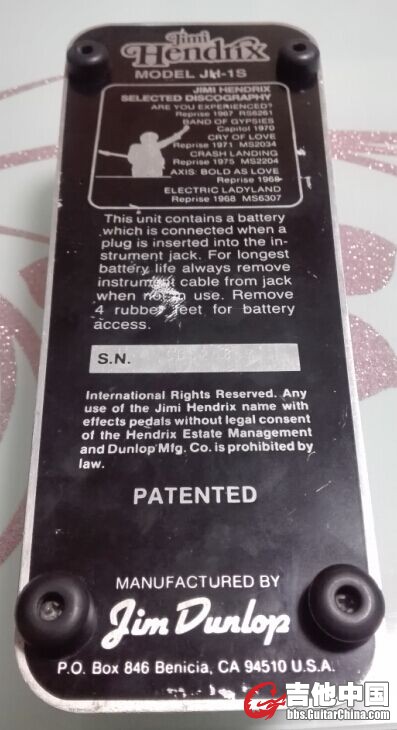 Jimi
Hendrix
MODEL JH-1S
JIMI HENDRIX
SELECTED DISCOGRAPHY
ARE YOU EXPERIENCED?
Reprise 1967 RS6261
BAND OF GYPSIES
Capitol 1970
CRY OF LOVE
Reprise 1971 MS2034
CRASH LANDING
Reprise 1975 MS2204
AXIS: BOLD AS LOVE
Reprise 1968
ELECTRIC LADYLAND
Reprise 1968 MS6307
This unit contains a battery
which is connected when a
plug is inserted into the in-
strument jack. For longest
battery life always remove
instrument cable from jack
when not in use. Remove
4 rubber feet for battery
access.
S.N.
International Rights Reserved. Any
use of the Jimi Hendrix name with
effects pedals without legal consent
of the Hendrix Estate Management
and Dunlop Mfg. Co. is prohibited by
law.
PATENTED
MANUFACTURED BY
Jim Dunlop
P.O. Box 846 Benicia, CA 94510 U.S.A.
吉他中国
bbs.GuitarChina.com